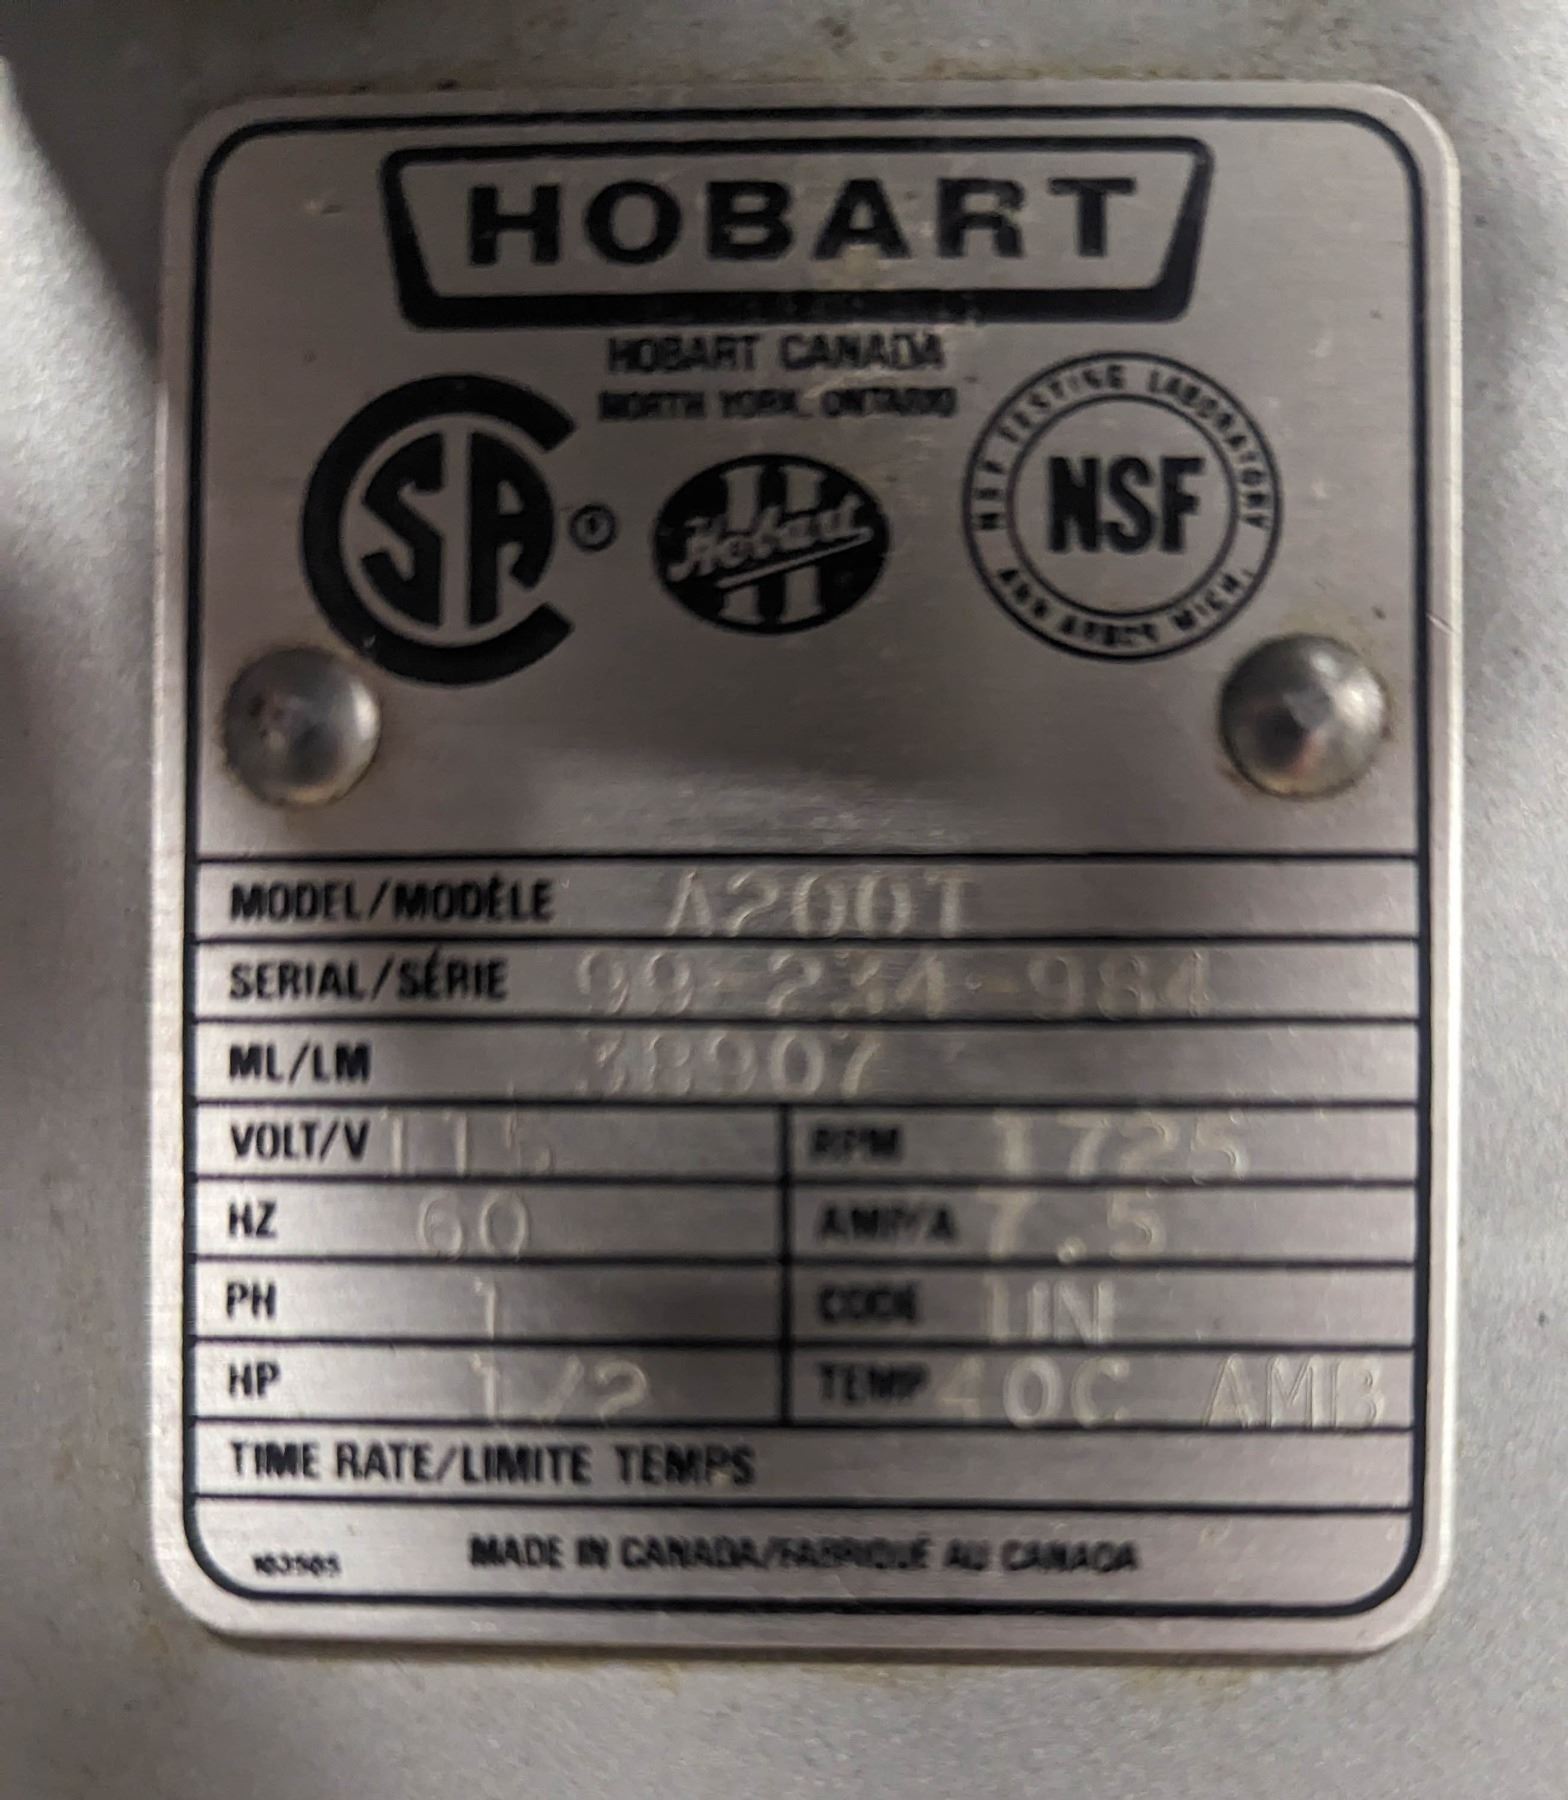 HOBART
HOBART CANADA
NORTH YORK, ONTARIO
CSA ®
Hobart
NSF TESTING LABORATORY
NSF
ANN ARBOR MICH.
MODEL/MODÈLE A200T
SERIAL/SÉRIE 99-234-984
ML/LM 38907
VOLT/V 115 RPM 1725
HZ 60 AMP/A 7.5
PH 1 CODE UN
HP 1/2 TEMP 40C AMB
TIME RATE/LIMITE TEMPS
MADE IN CANADA/FABRIQUÉ AU CANADA